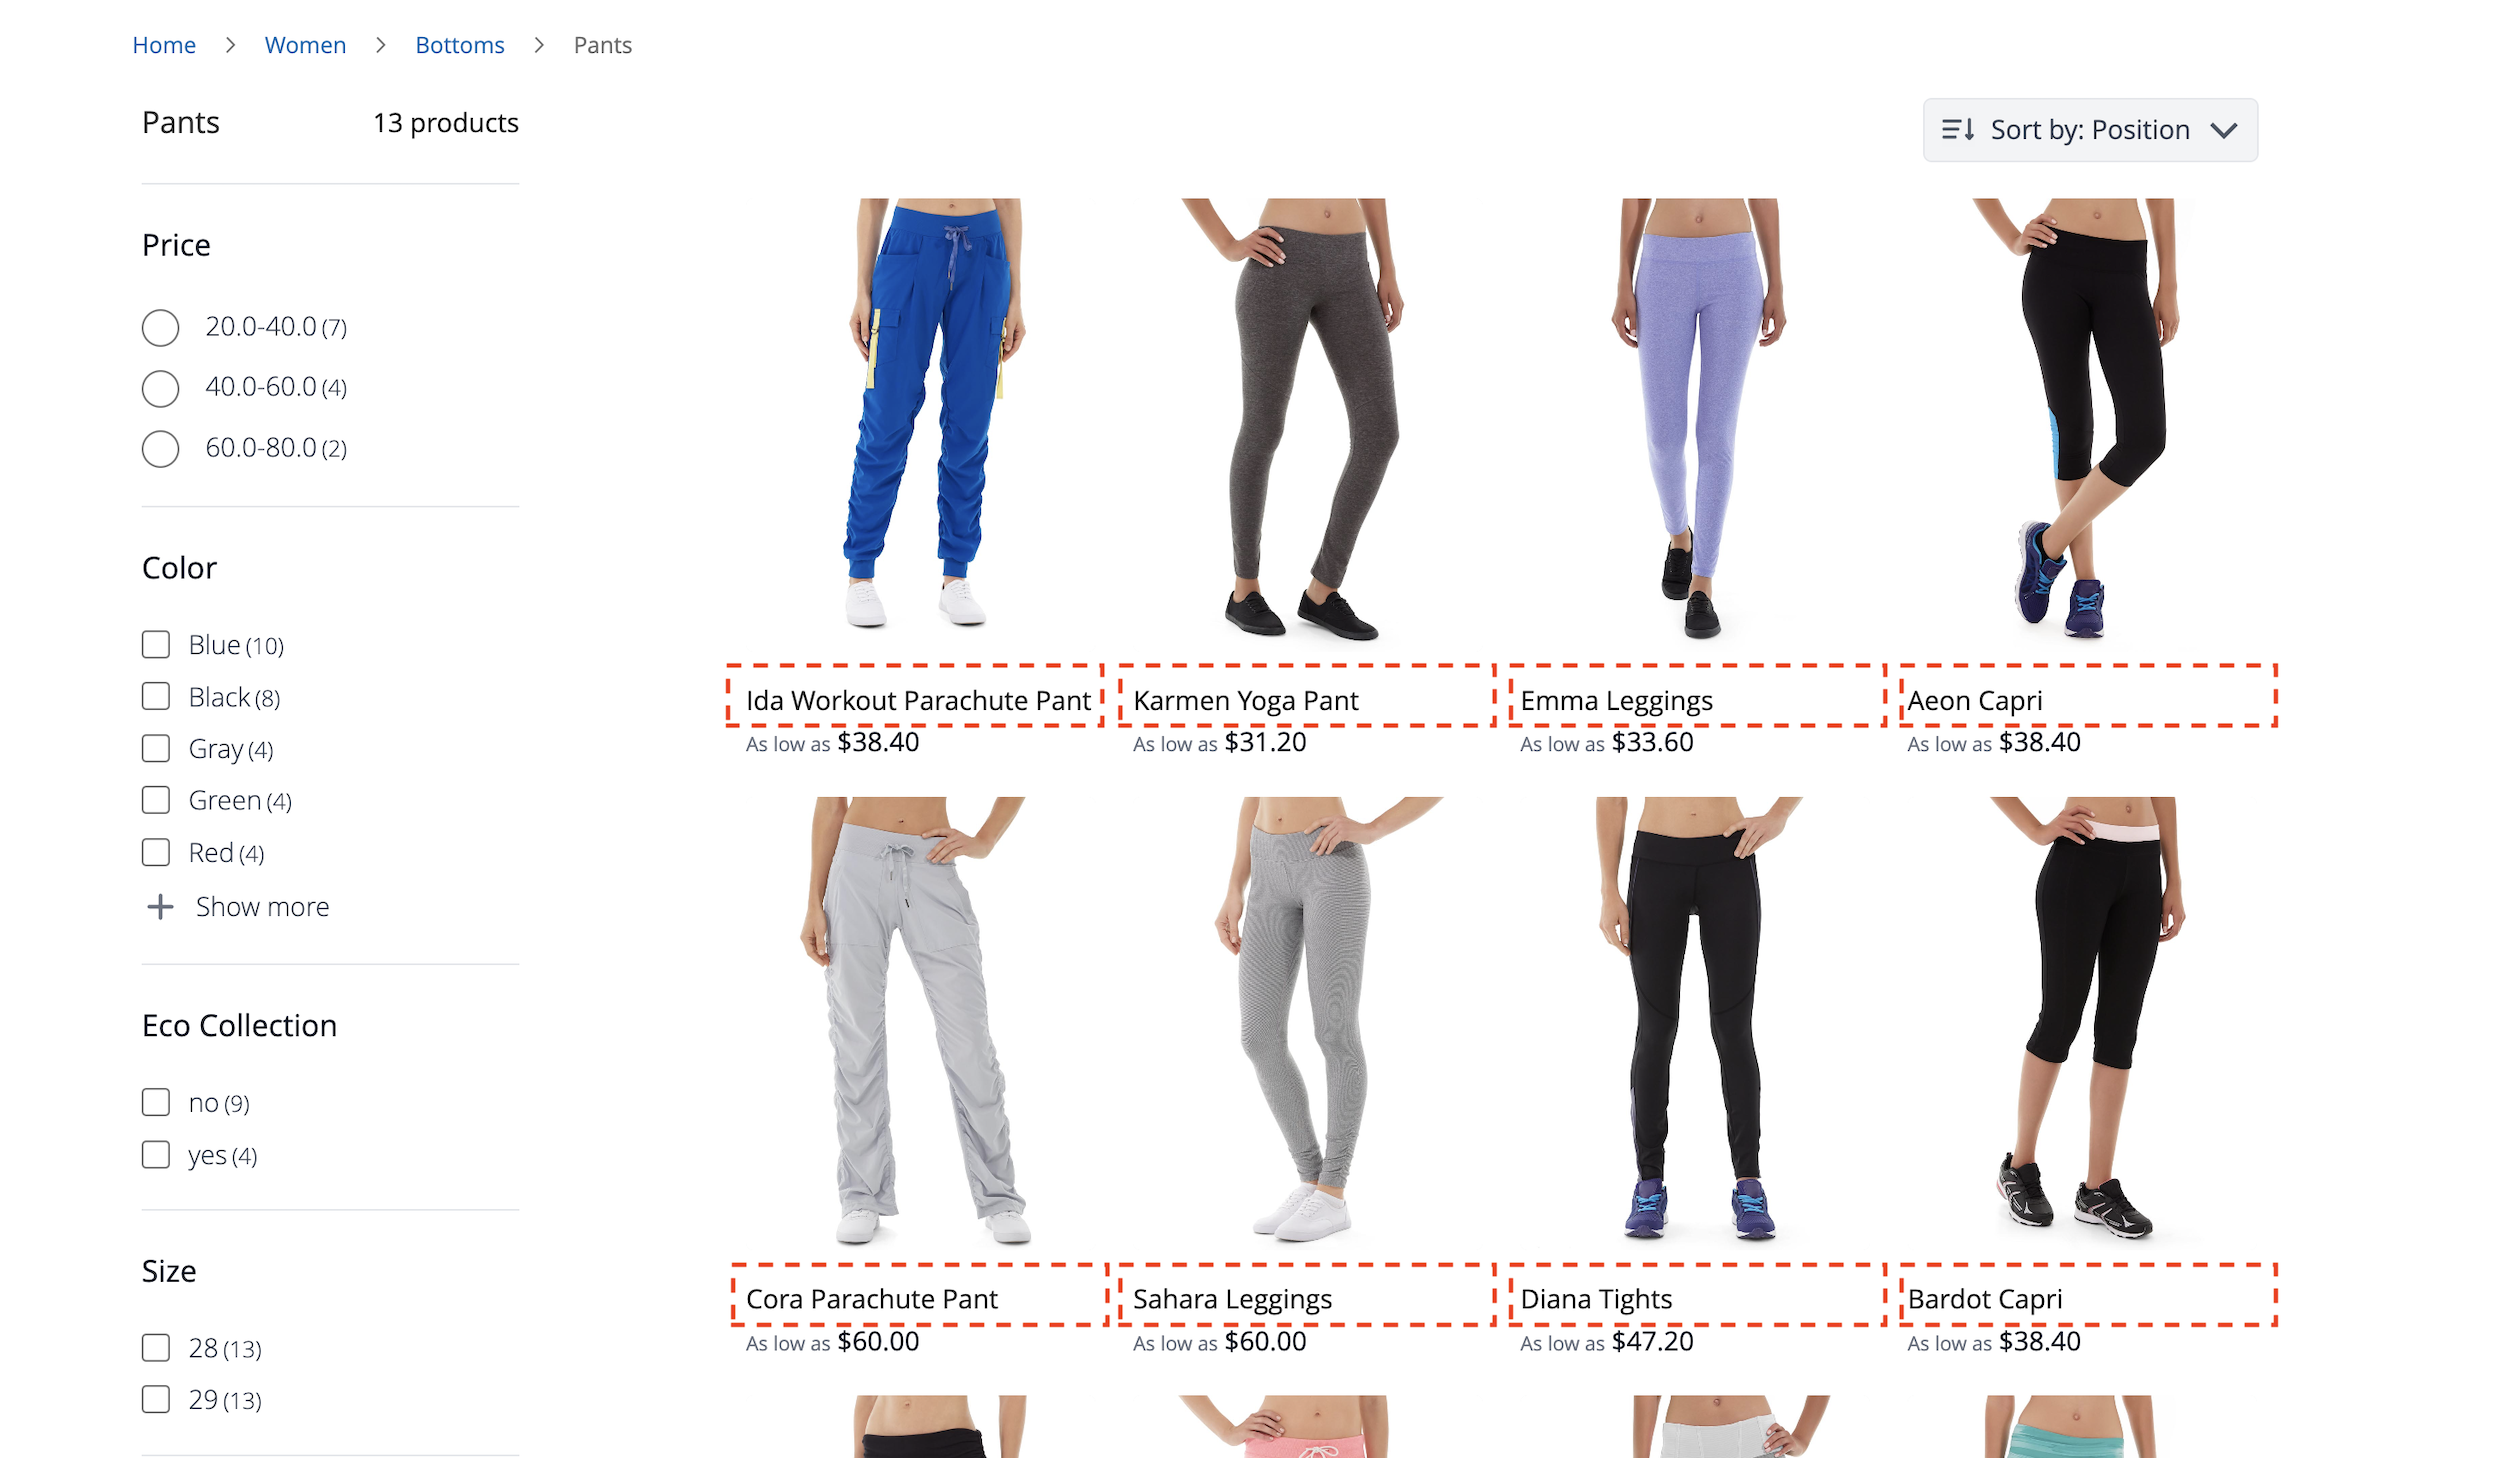 Home > Women > Bottoms > Pants
Pants 13 products
Sort by: Position
Price
20.0-40.0 (7)
40.0-60.0 (4)
60.0-80.0 (2)
Color
Blue (10)
Black (8)
Gray (4)
Green (4)
Red (4)
+ Show more
Eco Collection
no (9)
yes (4)
Size
28 (13)
29 (13)
Ida Workout Parachute Pant
As low as $38.40
Karmen Yoga Pant
As low as $31.20
Emma Leggings
As low as $33.60
Aeon Capri
As low as $38.40
Cora Parachute Pant
As low as $60.00
Sahara Leggings
As low as $60.00
Diana Tights
As low as $47.20
Bardot Capri
As low as $38.40